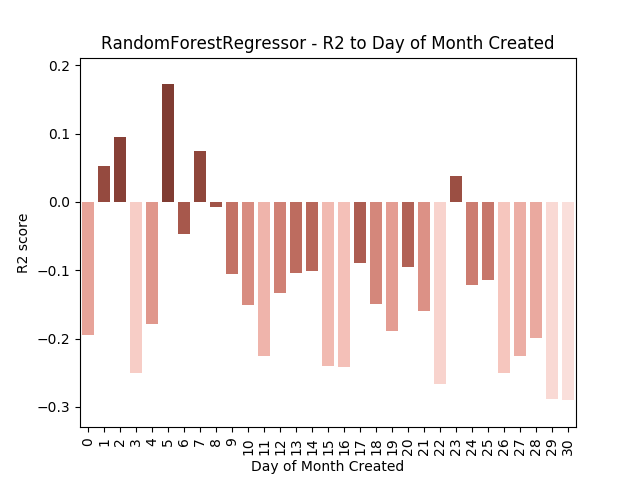 RandomForestRegressor - R2 to Day of Month Created
0.2
0.1
0.0
−0.1
−0.2
−0.3
R2 score
0 1 2 3 4 5 6 7 8 9 10 11 12 13 14 15 16 17 18 19 20 21 22 23 24 25 26 27 28 29 30
Day of Month Created